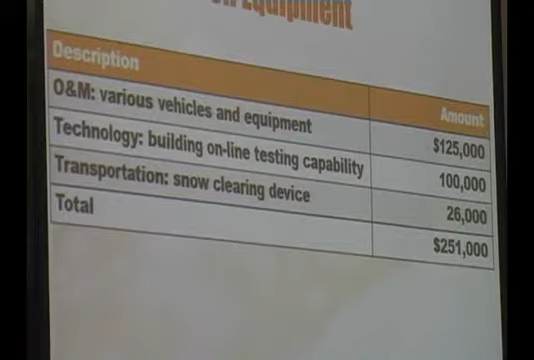 Equipment
Description Amount
O&M: various vehicles and equipment $125,000
Technology: building on-line testing capability 100,000
Transportation: snow clearing device 26,000
Total $251,000